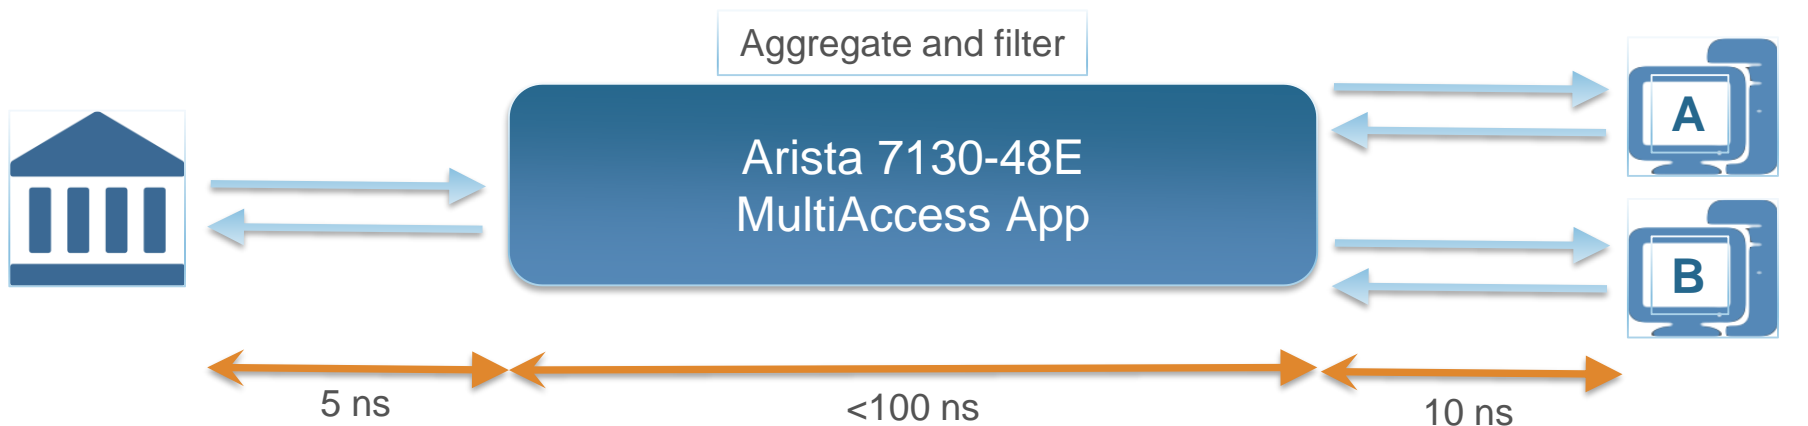 Aggregate and filter
Arista 7130-48E
MultiAccess App
A
B
5 ns
<100 ns
10 ns